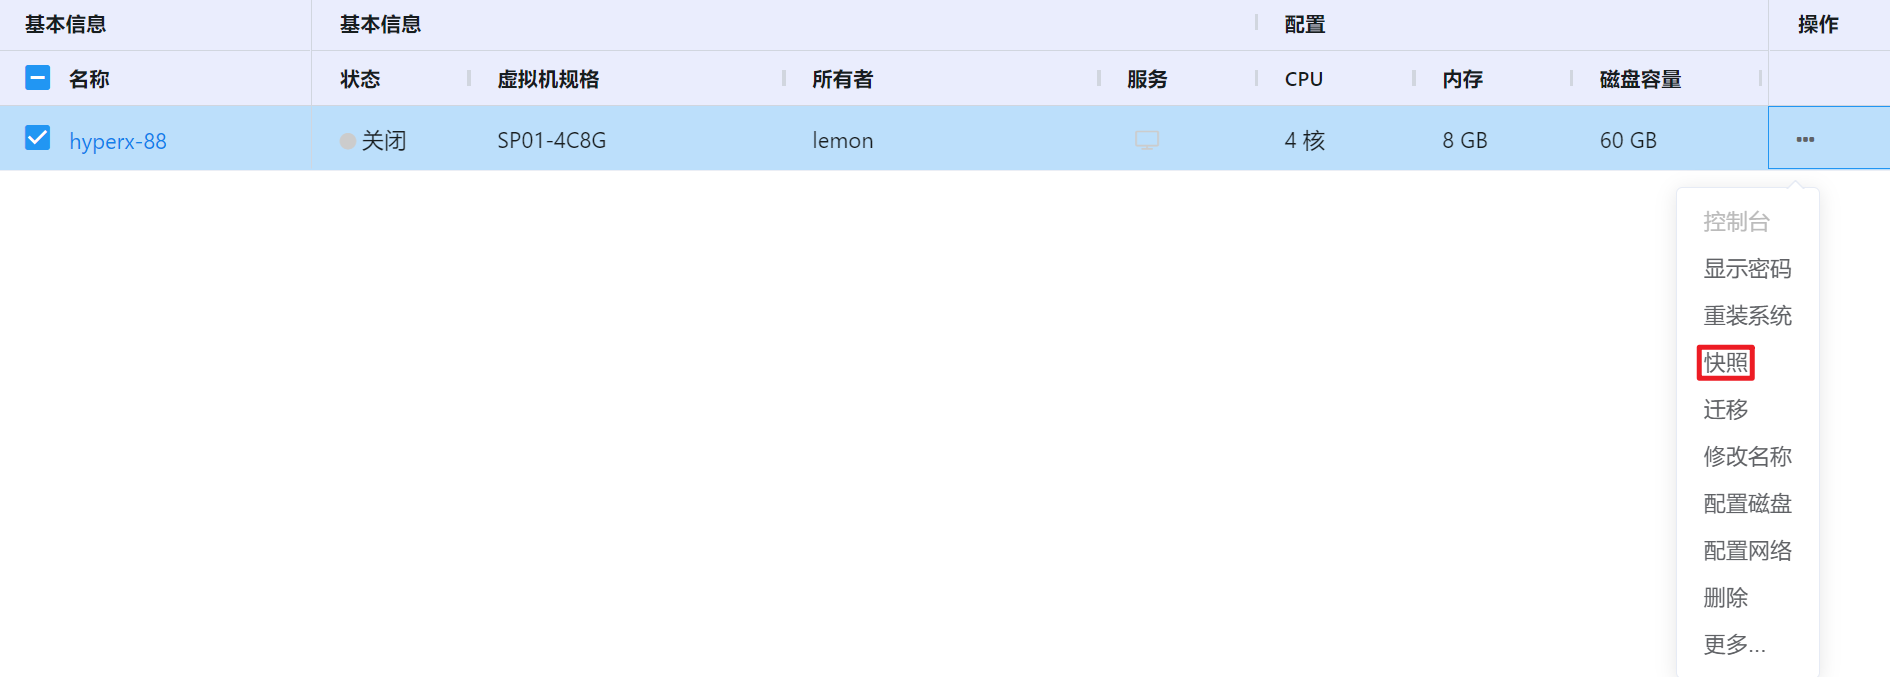 基本信息 基本信息 配置 操作
名称 状态 虚拟机规格 所有者 服务 CPU 内存 磁盘容量
hyperx-88 关闭 SP01-4C8G lemon 4 核 8 GB 60 GB
控制台
显示密码
重装系统
快照
迁移
修改名称
配置磁盘
配置网络
删除
更多...